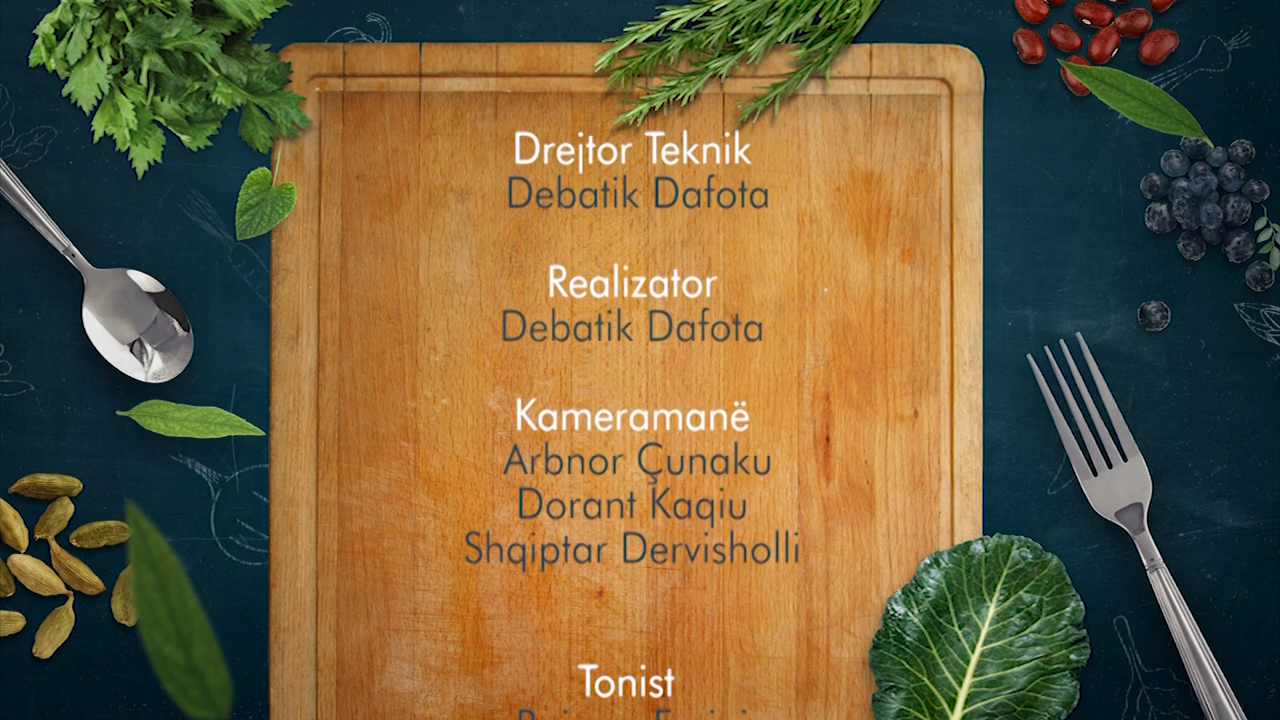 Drejtor Teknik
Debatik Dafota
Realizator
Debatik Dafota
Kameramanë
Arbnor Çunaku
Dorant Kaqiu
Shqiptar Dervisholli
Tonist